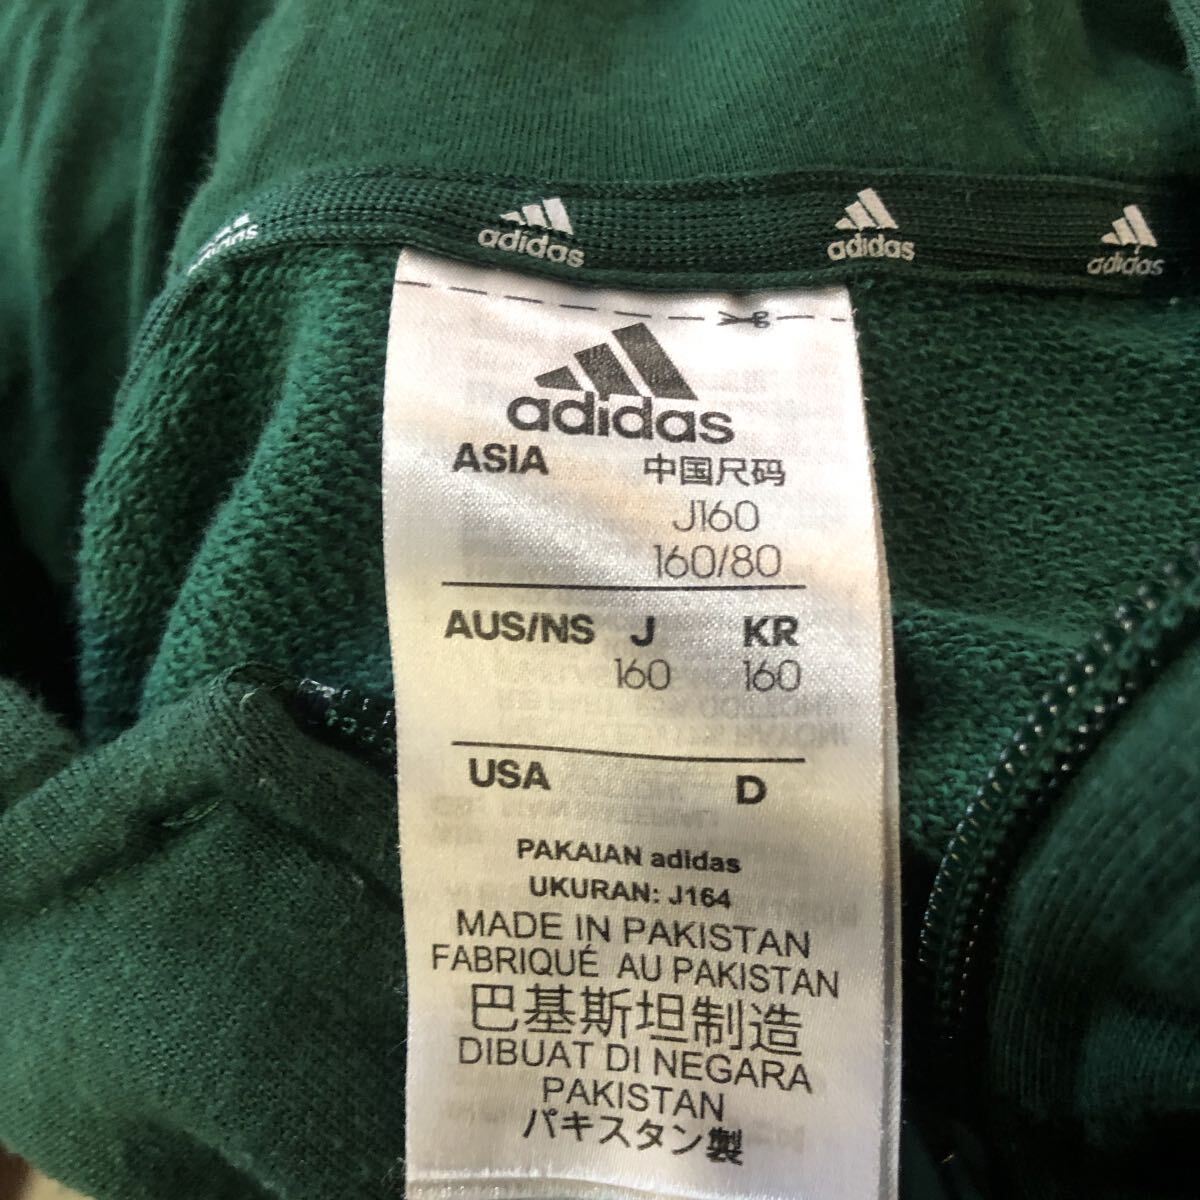 adidas
adidas
adidas
adidas
adidas
ASIA 中国尺码
J160
160/80
AUS/NS J KR
160 160
USA D
PAKAIAN adidas
UKURAN: J164
MADE IN PAKISTAN
FABRIQUÉ AU PAKISTAN
巴基斯坦制造
DIBUAT DI NEGARA
PAKISTAN
パキスタン製